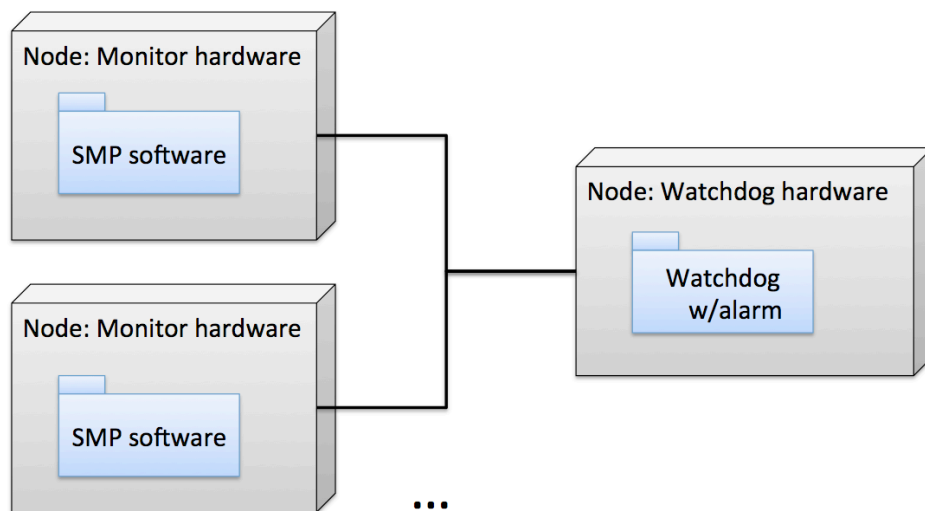 Node: Monitor hardware
SMP software
Node: Monitor hardware
SMP software
Node: Watchdog hardware
Watchdog
w/alarm
...